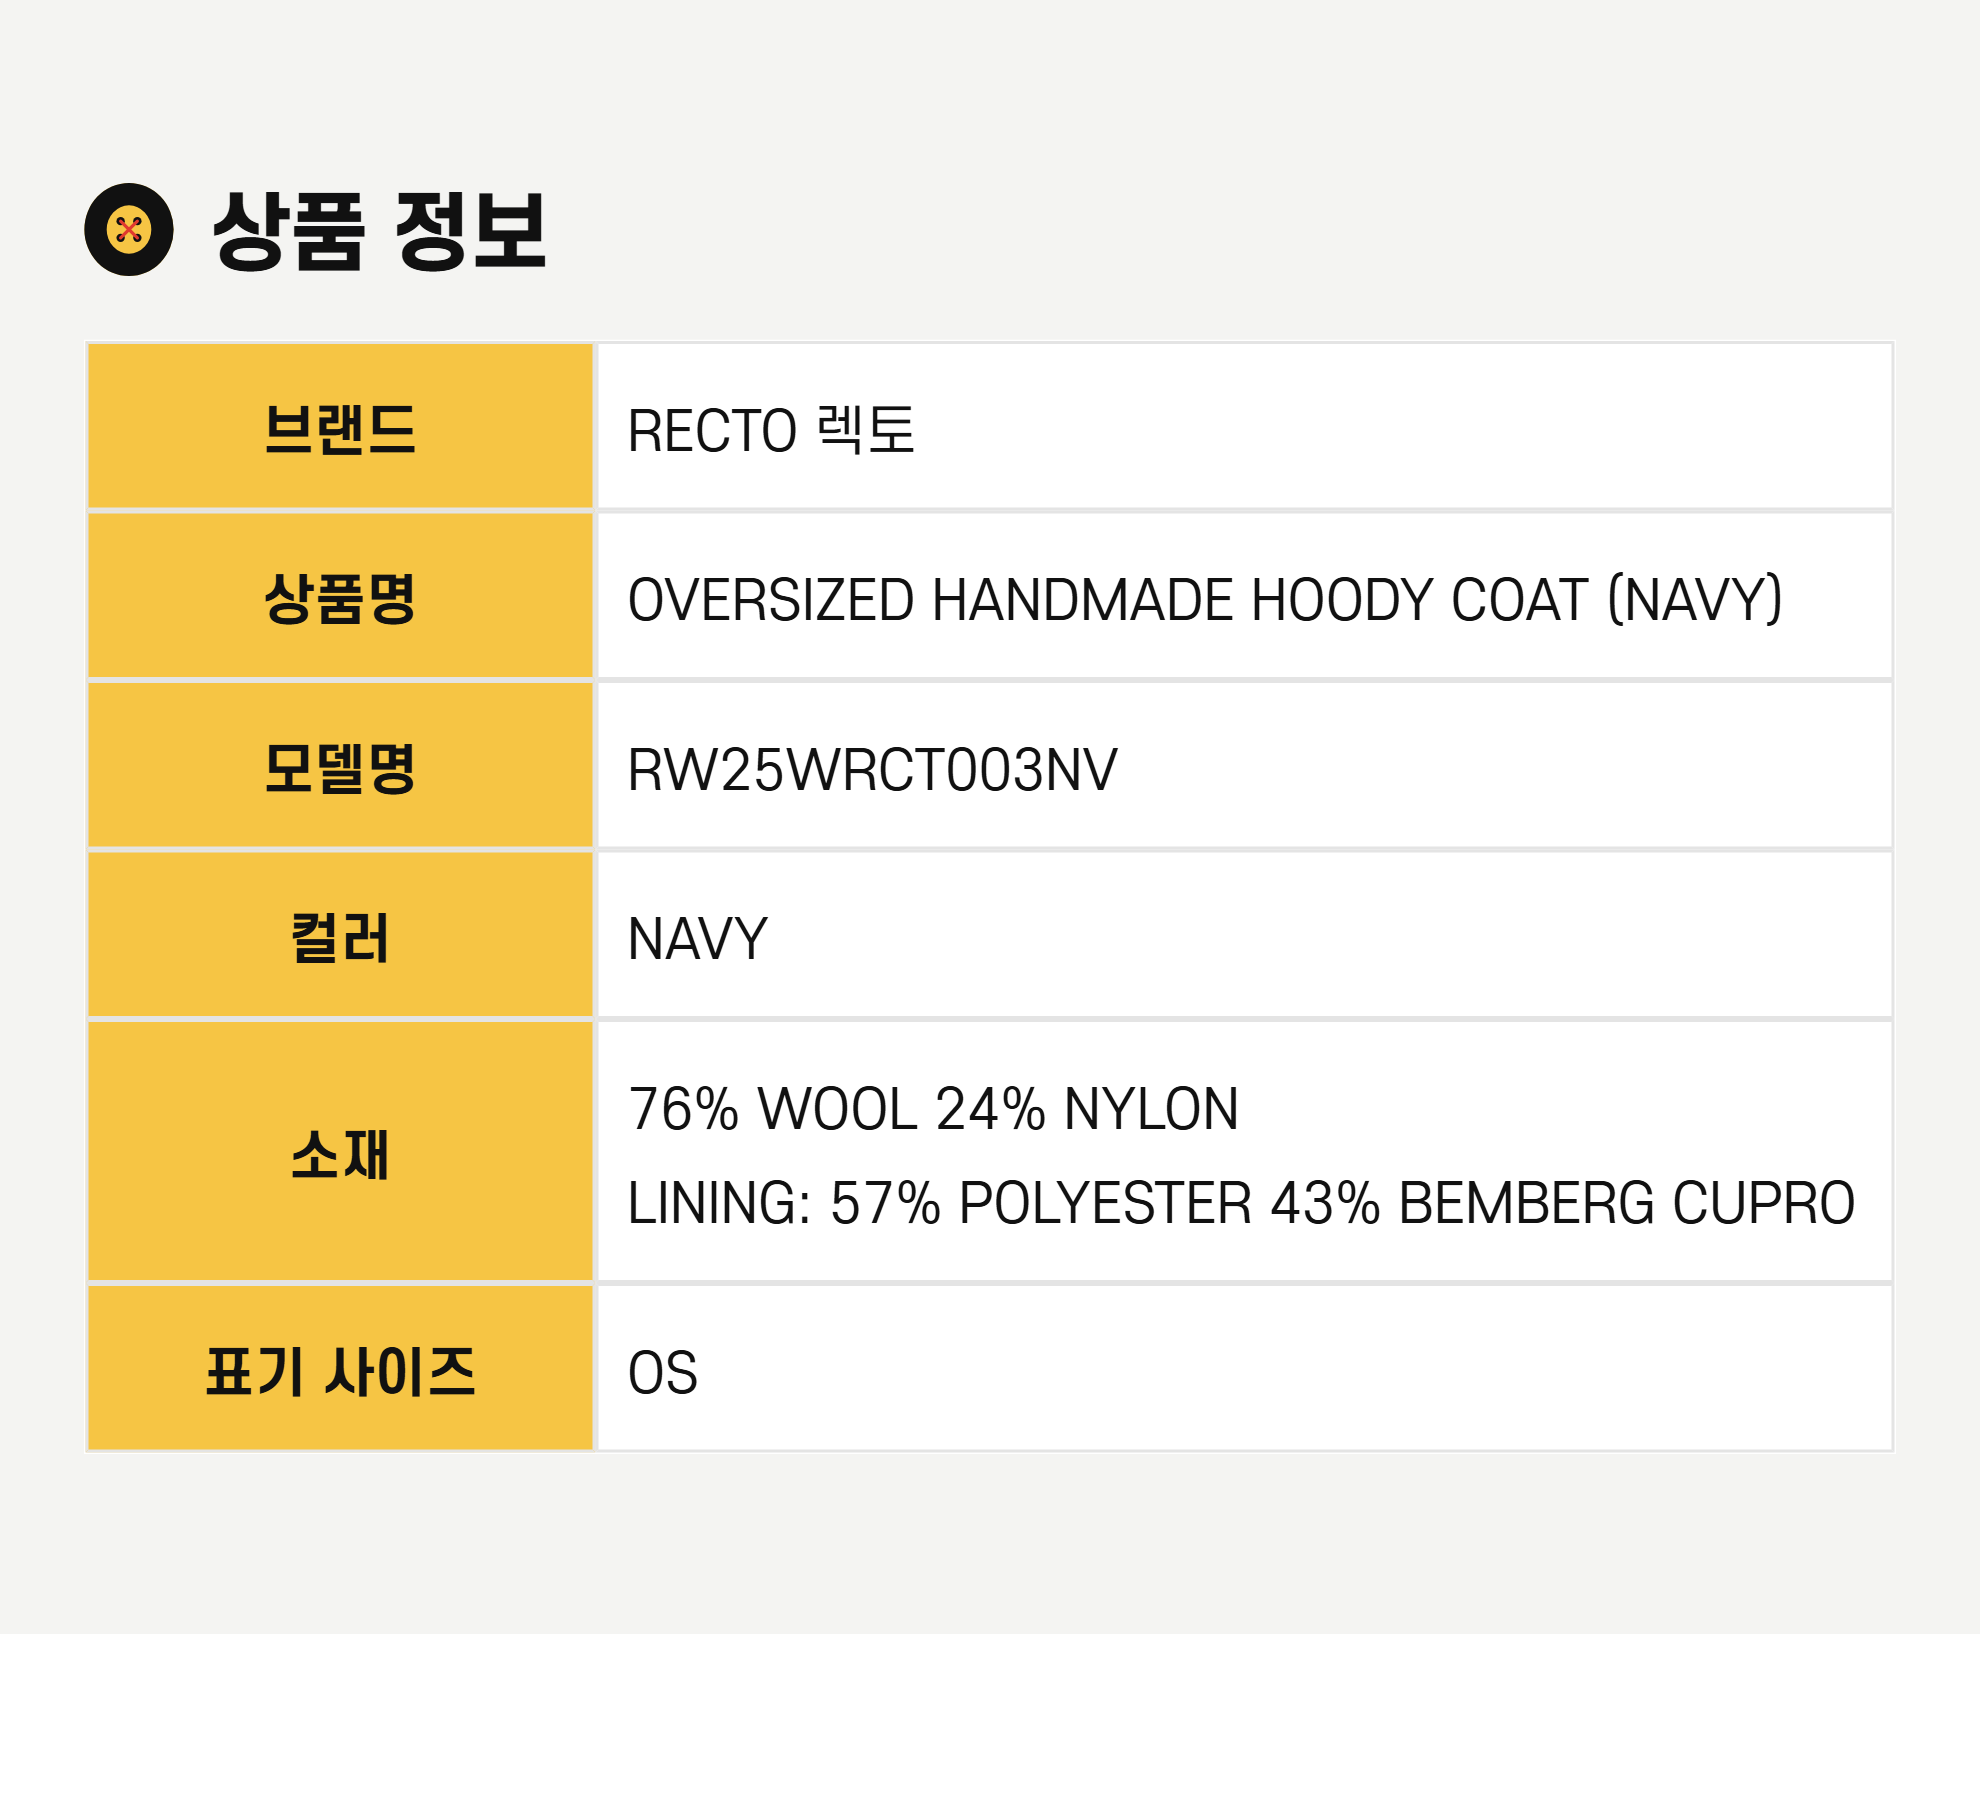 상품 정보
브랜드 RECTO 렉토
상품명 OVERSIZED HANDMADE HOODY COAT (NAVY)
모델명 RW25WRCT003NV
컬러 NAVY
소재 76% WOOL 24% NYLON
LINING: 57% POLYESTER 43% BEMBERG CUPRO
표기 사이즈 OS